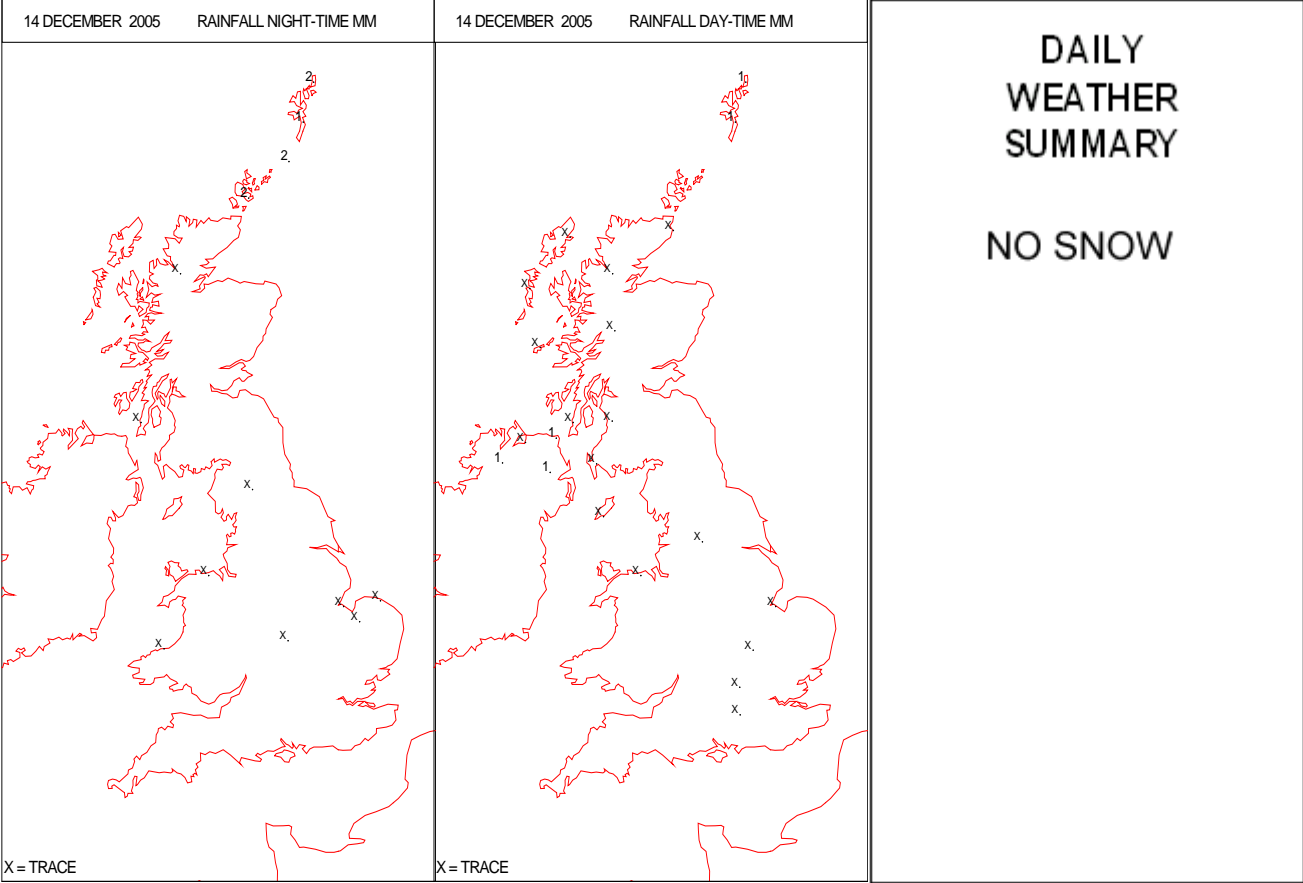 14 DECEMBER 2005 RAINFALL NIGHT-TIME MM
2
1
2
2
X
X
X
X
X
X
X
X
X
X = TRACE
14 DECEMBER 2005 RAINFALL DAY-TIME MM
1
1
X
X
X
X
X
X
X
X
1
X
1
X
1
X
X
X
X
X
X
X
X = TRACE
DAILY
WEATHER
SUMMARY
NO SNOW